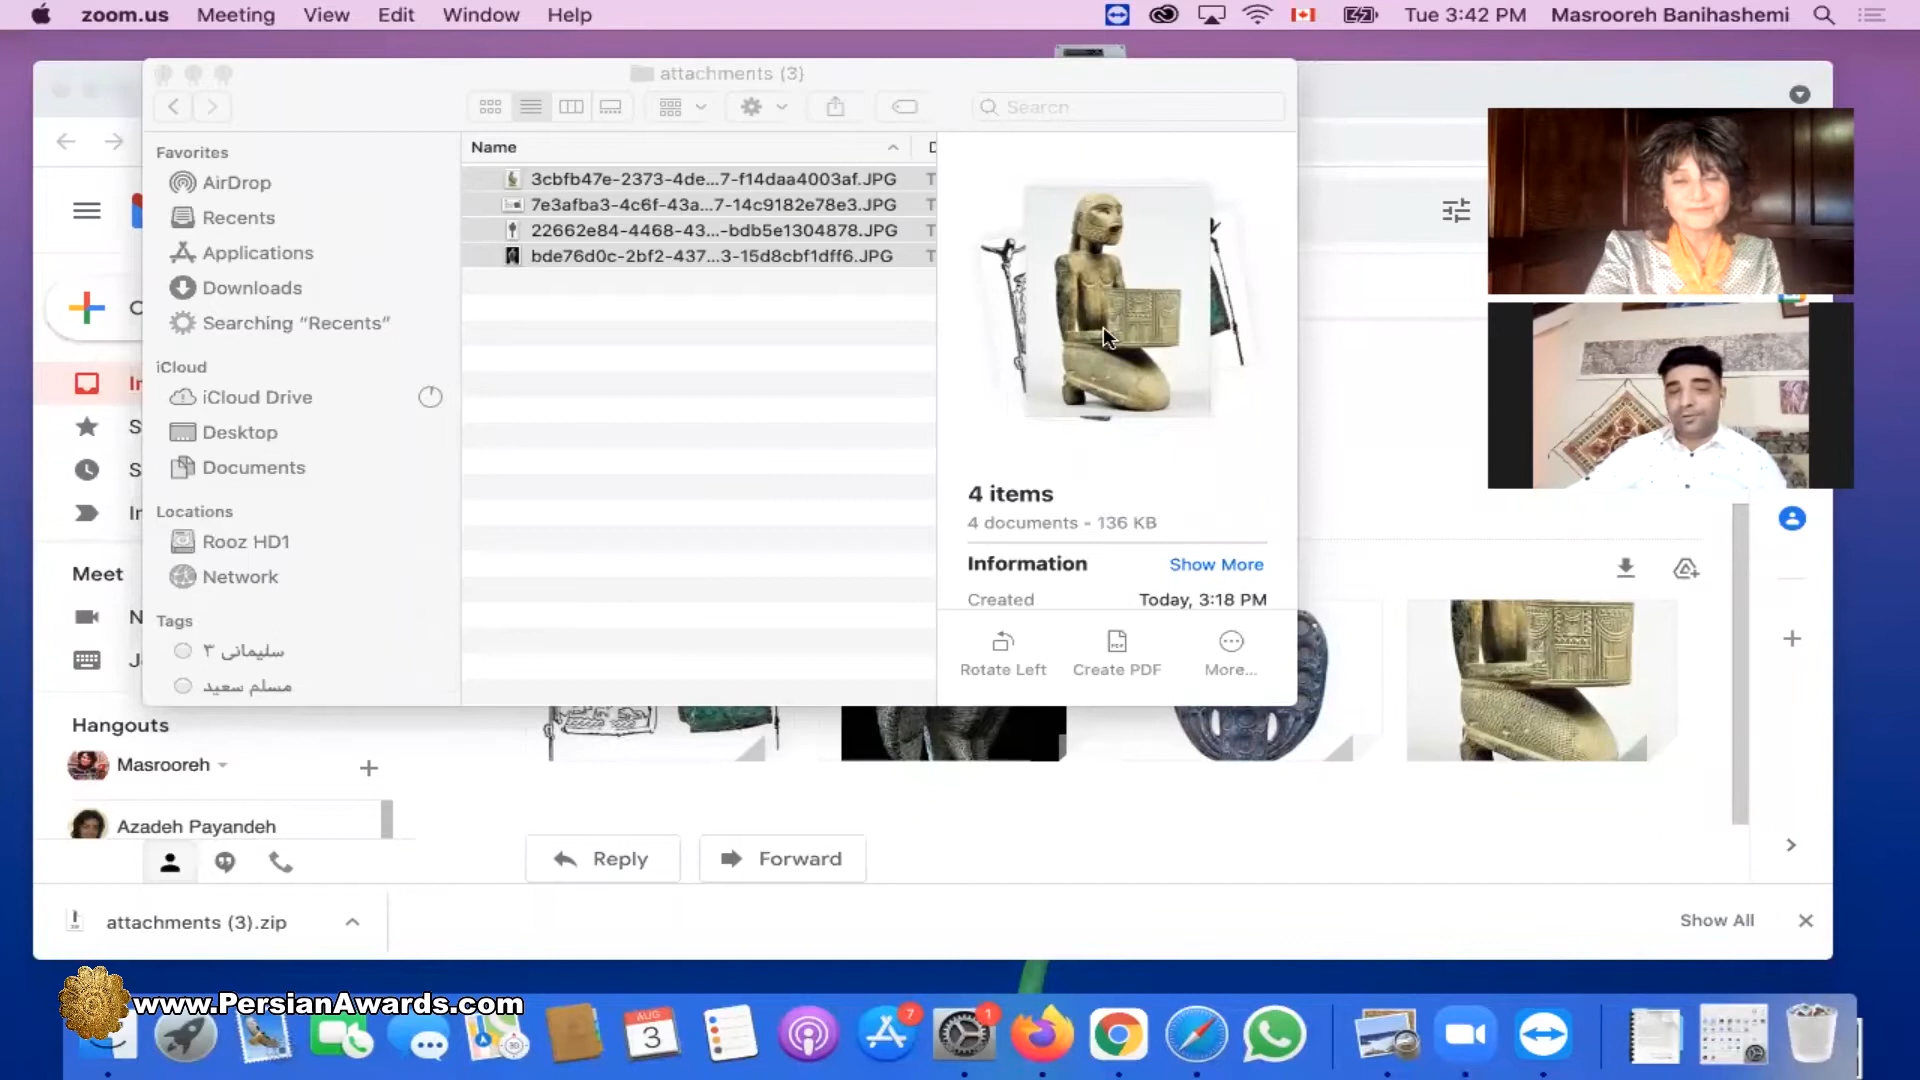 zoom.us Meeting View Edit Window Help Tue 3:42 PM Masrooreh Banihashemi
attachments (3)
Search
Favorites
AirDrop
Recents
Applications
Downloads
Searching “Recents”
iCloud
iCloud Drive
Desktop
Documents
Locations
Rooz HD1
Network
Tags
سلیمانی ۳
مسلم سعید
Name
3cbfb47e-2373-4de...7-f14daa4003af.JPG
7e3afba3-4c6f-43a...7-14c9182e78e3.JPG
22662e84-4468-43...-bdb5e1304878.JPG
bde76d0c-2bf2-437...3-15d8cbf1dff6.JPG
4 items
4 documents - 136 KB
Information Show More
Created Today, 3:18 PM
Rotate Left Create PDF More...
Meet
Hangouts
Masrooreh
Azadeh Payandeh
Reply Forward
attachments (3).zip
Show All
www.PersianAwards.com
7
1
AUG
3